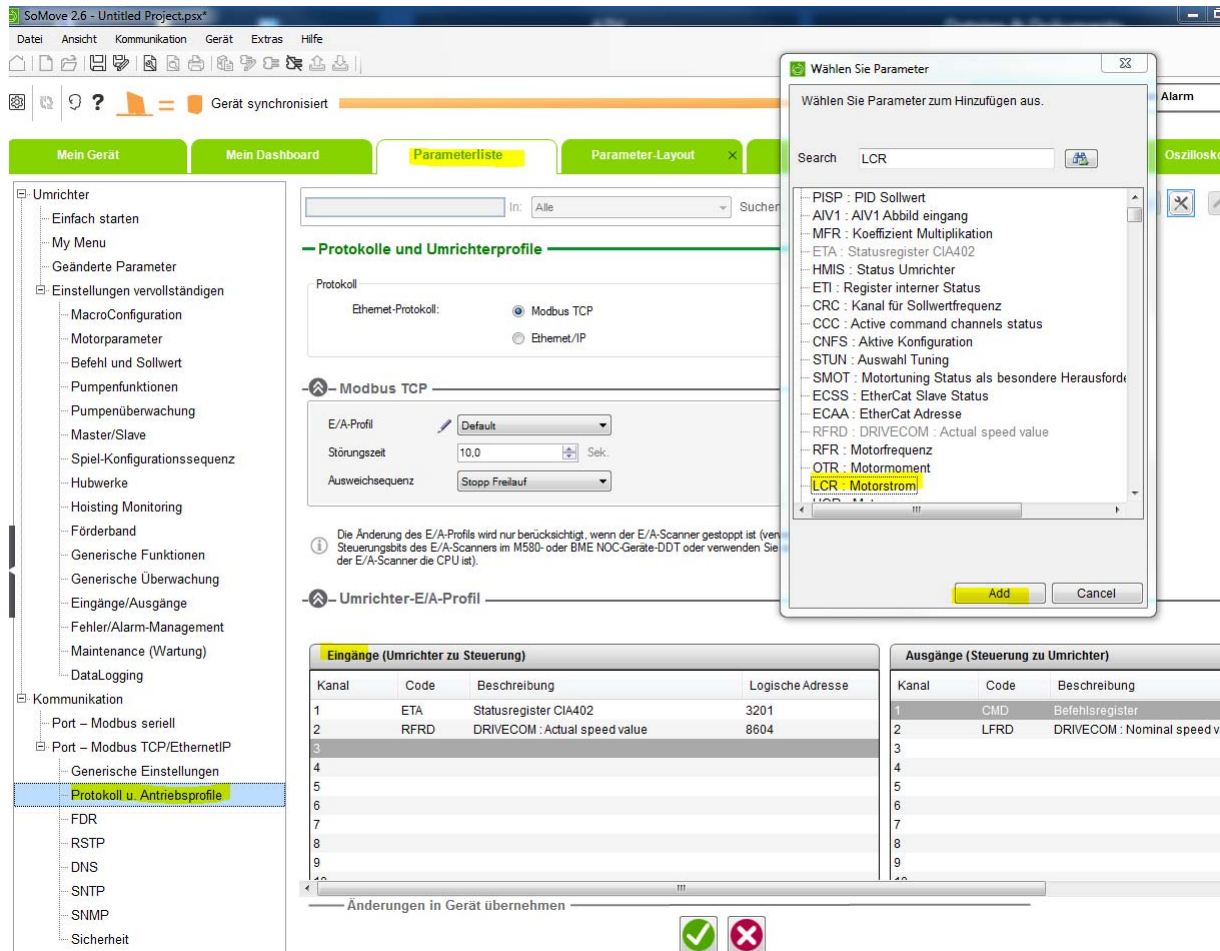 SoMove 2.6 - Untitled Project.psx*
Datei Ansicht Kommunikation Gerät Extras Hilfe
Gerät synchronisiert
Alarm
Mein Gerät
Mein Dashboard
Parameterliste
Parameter-Layout
Umrichter
Einfach starten
My Menu
Geänderte Parameter
Einstellungen vervollständigen
MacroConfiguration
Motorparameter
Befehl und Sollwert
Pumpenfunktionen
Pumpenüberwachung
Master/Slave
Spiel-Konfigurationssequenz
Hubwerke
Hoisting Monitoring
Förderband
Generische Funktionen
Generische Überwachung
Eingänge/Ausgänge
Fehler/Alarm-Management
Maintenance (Wartung)
DataLogging
Kommunikation
Port – Modbus seriell
Port – Modbus TCP/EthernetIP
Generische Einstellungen
Protokoll u. Antriebsprofile
FDR
RSTP
DNS
SNTP
SNMP
Sicherheit
In: Alle
Protokolle und Umrichterprofile
Protokoll
Ethernet-Protokoll: Modbus TCP
Ethernet/IP
Modbus TCP
E/A-Profil Default
Störungszeit 10,0 Sek.
Ausweichsequenz Stopp Freilauf
Die Änderung des E/A-Profils wird nur berücksichtigt, wenn der E/A-Scanner gestoppt ist
Steuerungsbits des E/A-Scanners im M580- oder BME NOC-Geräte-DDT oder verwenden Sie
der E/A-Scanner die CPU ist).
Umrichter-E/A-Profil
Eingänge (Umrichter zu Steuerung)
Kanal Code Beschreibung Logische Adresse
1 ETA Statusregister CIA402 3201
2 RFRD DRIVECOM : Actual speed value 8604
3
4
5
6
7
8
9
Ausgänge (Steuerung zu Umrichter)
Kanal Code Beschreibung
1 CMD Befehlsregister
2 LFRD DRIVECOM : Nominal speed
3
4
5
6
7
8
9
Änderungen in Gerät übernehmen
Wählen Sie Parameter
Wählen Sie Parameter zum Hinzufügen aus.
Search LCR
PISP : PID Sollwert
AIV1 : AIV1 Abbild eingang
MFR : Koeffizient Multiplikation
ETA : Statusregister CIA402
HMIS : Status Umrichter
ETI : Register interner Status
CRC : Kanal für Sollwertfrequenz
CCC : Active command channels status
CNFS : Aktive Konfiguration
STUN : Auswahl Tuning
SMOT : Motortuning Status als besondere
ECSS : EtherCat Slave Status
ECAA : EtherCat Adresse
RFRD : DRIVECOM : Actual speed value
RFR : Motorfrequenz
OTR : Motormoment
LCR : Motorstrom
Add Cancel